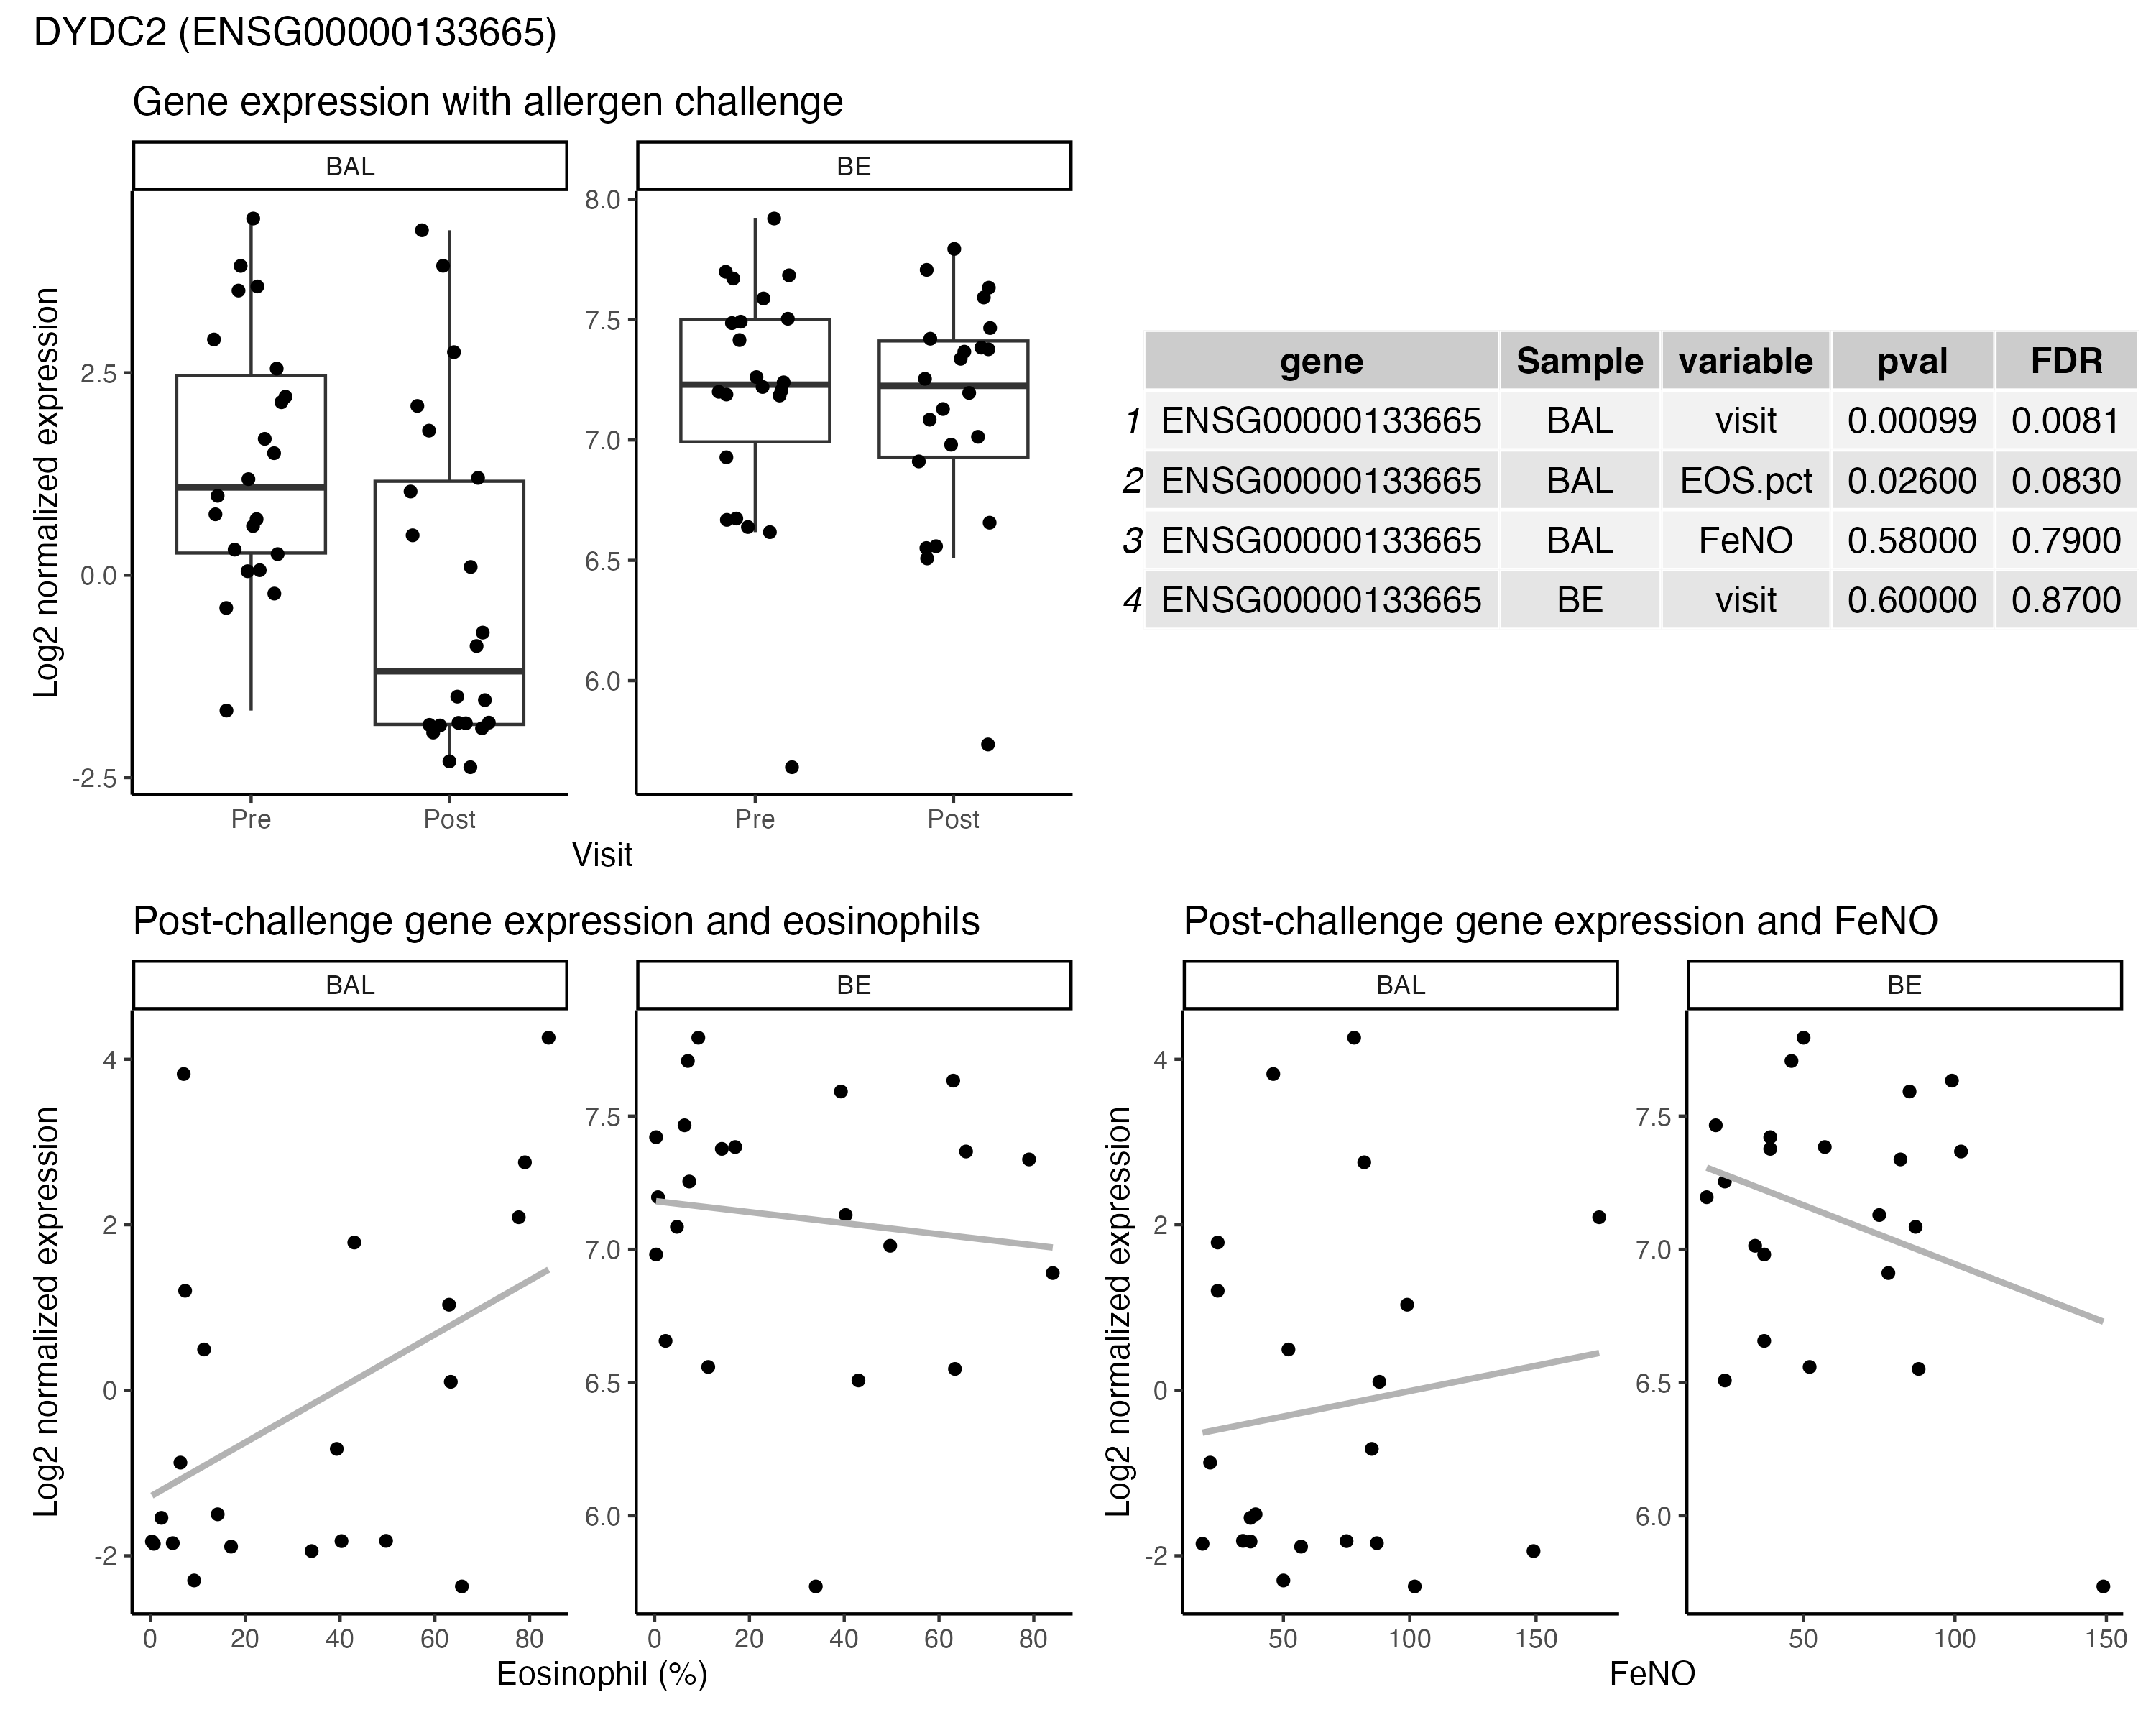 DYDC2 (ENSG00000133665)
Gene expression with allergen challenge
BAL
BE
Log2 normalized expression
2.5
0.0
-2.5
8.0
7.5
7.0
6.5
6.0
Pre
Post
Pre
Post
Visit
gene Sample variable pval FDR
1 ENSG00000133665 BAL visit 0.00099 0.0081
2 ENSG00000133665 BAL EOS.pct 0.02600 0.0830
3 ENSG00000133665 BAL FeNO 0.58000 0.7900
4 ENSG00000133665 BE visit 0.60000 0.8700
Post-challenge gene expression and eosinophils
BAL
BE
Log2 normalized expression
4
2
0
-2
7.5
7.0
6.5
6.0
0 20 40 60 80
0 20 40 60 80
Eosinophil (%)
Post-challenge gene expression and FeNO
BAL
BE
Log2 normalized expression
4
2
0
-2
7.5
7.0
6.5
6.0
50 100 150
50 100 150
FeNO